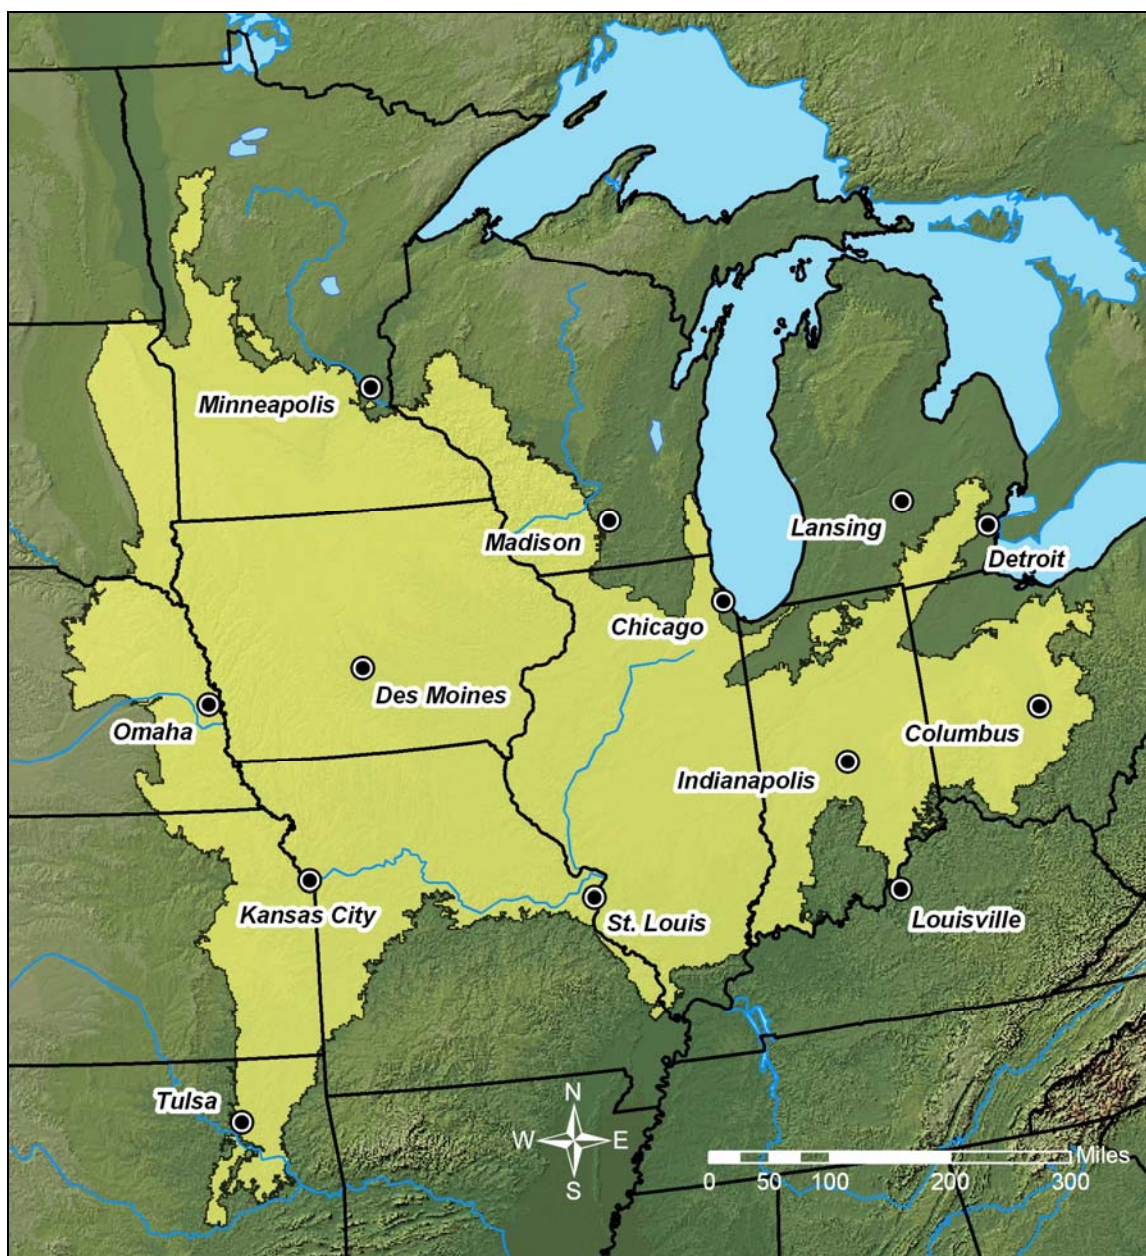 Minneapolis
Madison
Lansing
Detroit
Chicago
Des Moines
Omaha
Columbus
Indianapolis
Kansas City
St. Louis
Louisville
Tulsa
N
W E
S
Miles
0 50 100 200 300